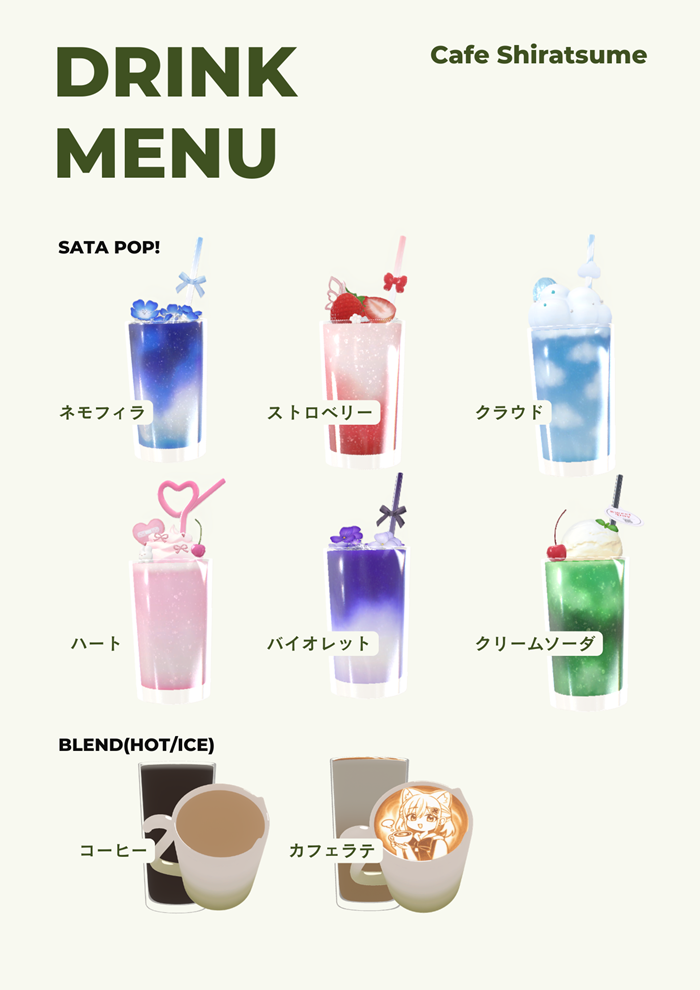 DRINK
MENU
Cafe Shiratsume
SATA POP!
ネモフィラ
ストロベリー
クラウド
ハート
バイオレット
クリームソーダ
BLEND(HOT/ICE)
コーヒー
カフェラテ